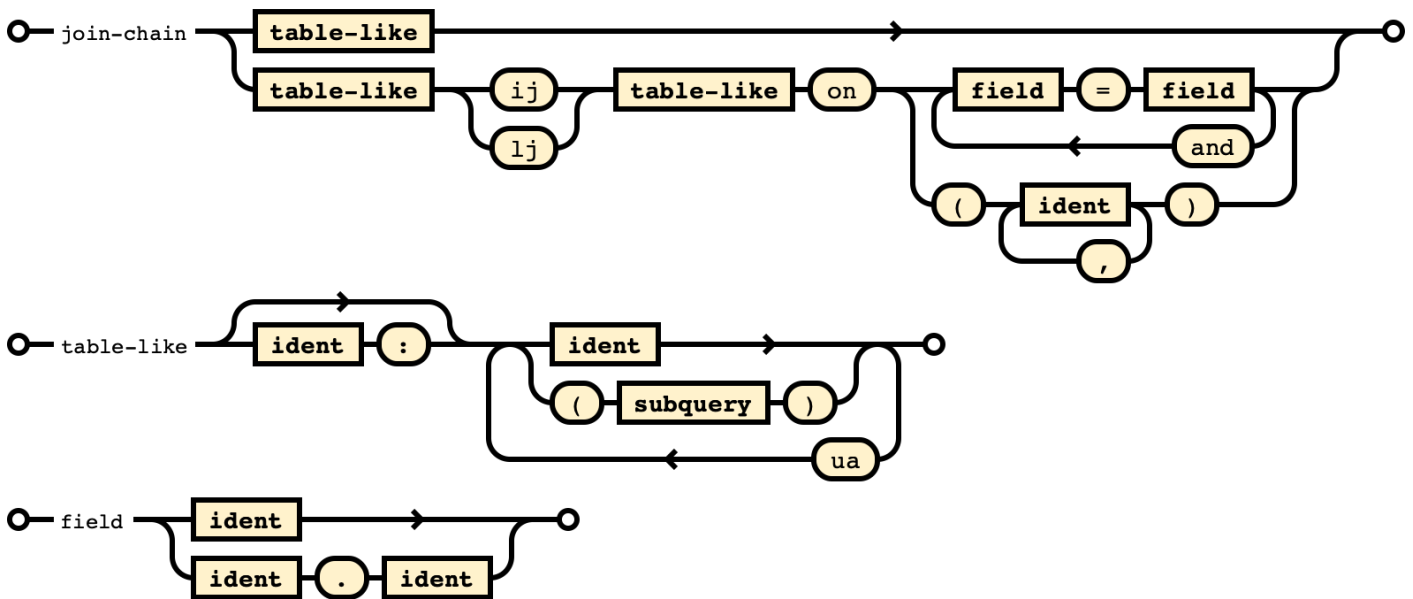 join-chain table-like
table-like ij table-like on field = field
lj and
( ident )
,
table-like ident : ident
( subquery )
ua
field ident
ident . ident